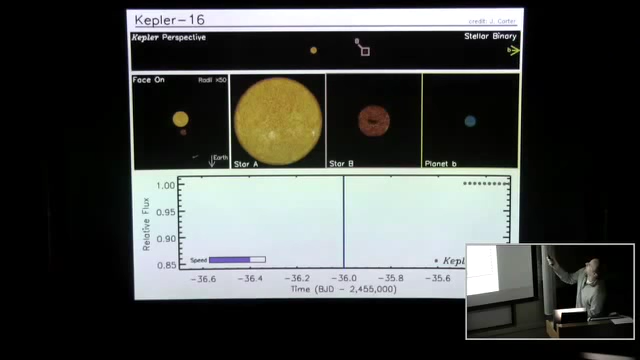 Kepler-16
credit: J. Carter
Kepler Perspective
Stellar Binary
B
b
Face On
Radii x50
Earth
Star A
Star B
Planet b
1.00
0.95
0.90
0.85
Relative Flux
Speed
Kepl
-36.6
-36.4
-36.2
-36.0
-35.8
-35.6
Time (BJD - 2,455,000)